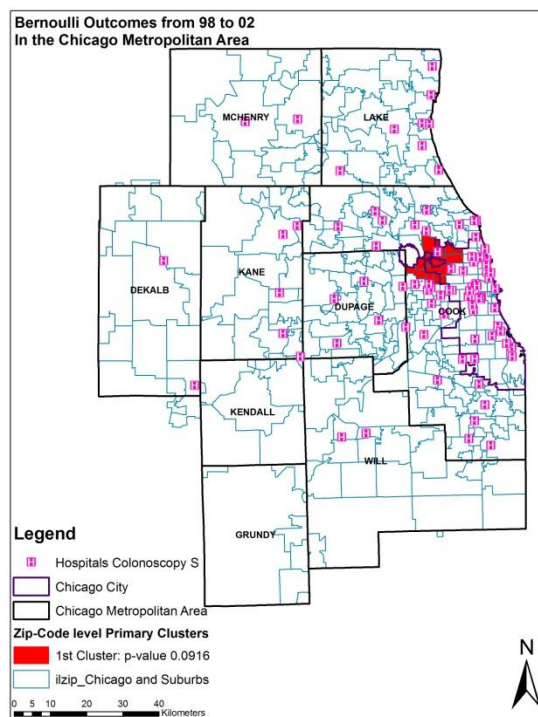 Bernoulli Outcomes from 98 to 02
In the Chicago Metropolitan Area
MCHENRY
LAKE
DEKALB
KANE
DUPAGE
COOK
KENDALL
WILL
GRUNDY
Legend
H Hospitals Colonoscopy S
Chicago City
Chicago Metropolitan Area
Zip-Code level Primary Clusters
1st Cluster: p-value 0.0916
ilzip_Chicago and Suburbs
0 5 10 20 30 40
Kilometers
N